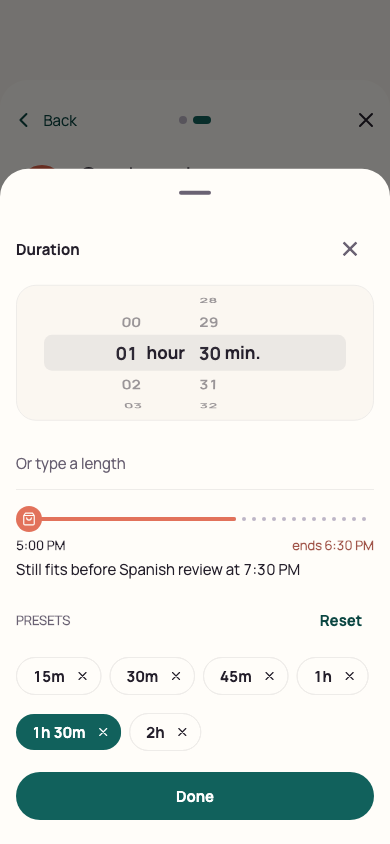 Back
Duration
28
00 29
01 hour 30 min.
02 31
03 32
Or type a length
5:00 PM ends 6:30 PM
Still fits before Spanish review at 7:30 PM
PRESETS Reset
15m 30m 45m 1h
1h 30m 2h
Done